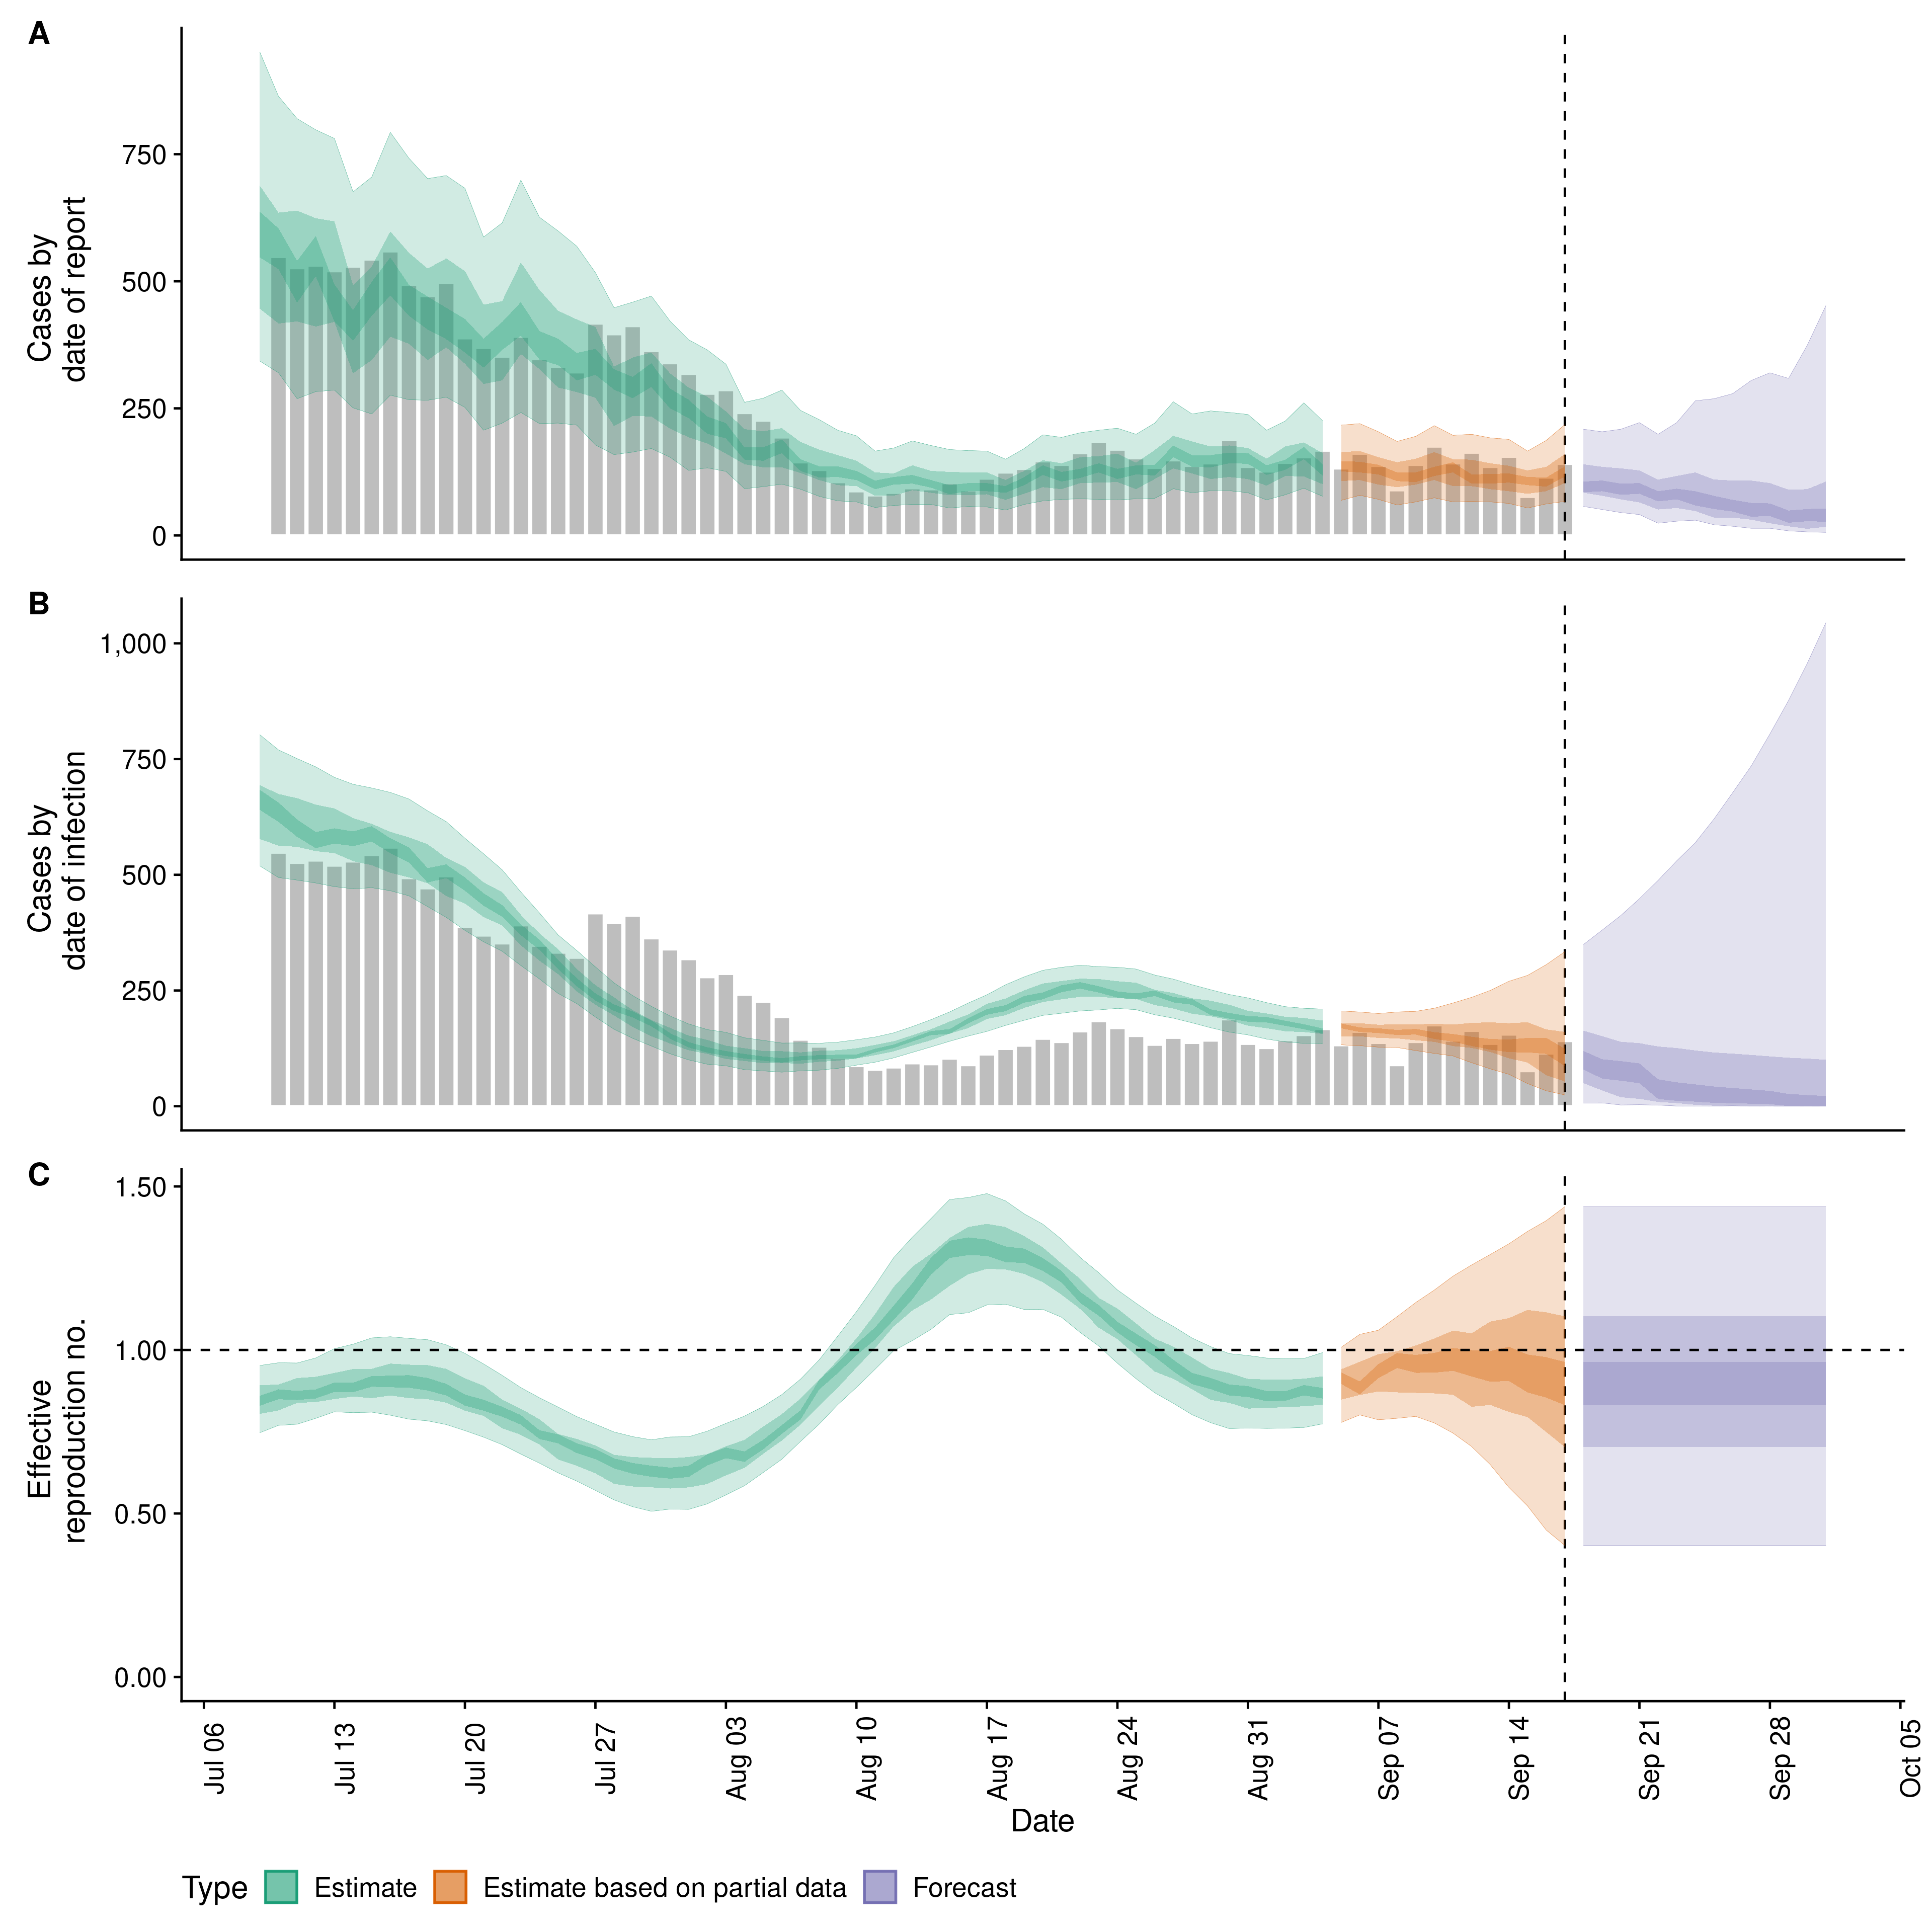 A
Cases by
date of report
750
500
250
0
B
Cases by
date of infection
1,000
750
500
250
0
C
Effective
reproduction no.
1.50
1.00
0.50
0.00
Jul 06
Jul 13
Jul 20
Jul 27
Aug 03
Aug 10
Aug 17
Aug 24
Aug 31
Sep 07
Sep 14
Sep 21
Sep 28
Oct 05
Date
Type Estimate Estimate based on partial data Forecast